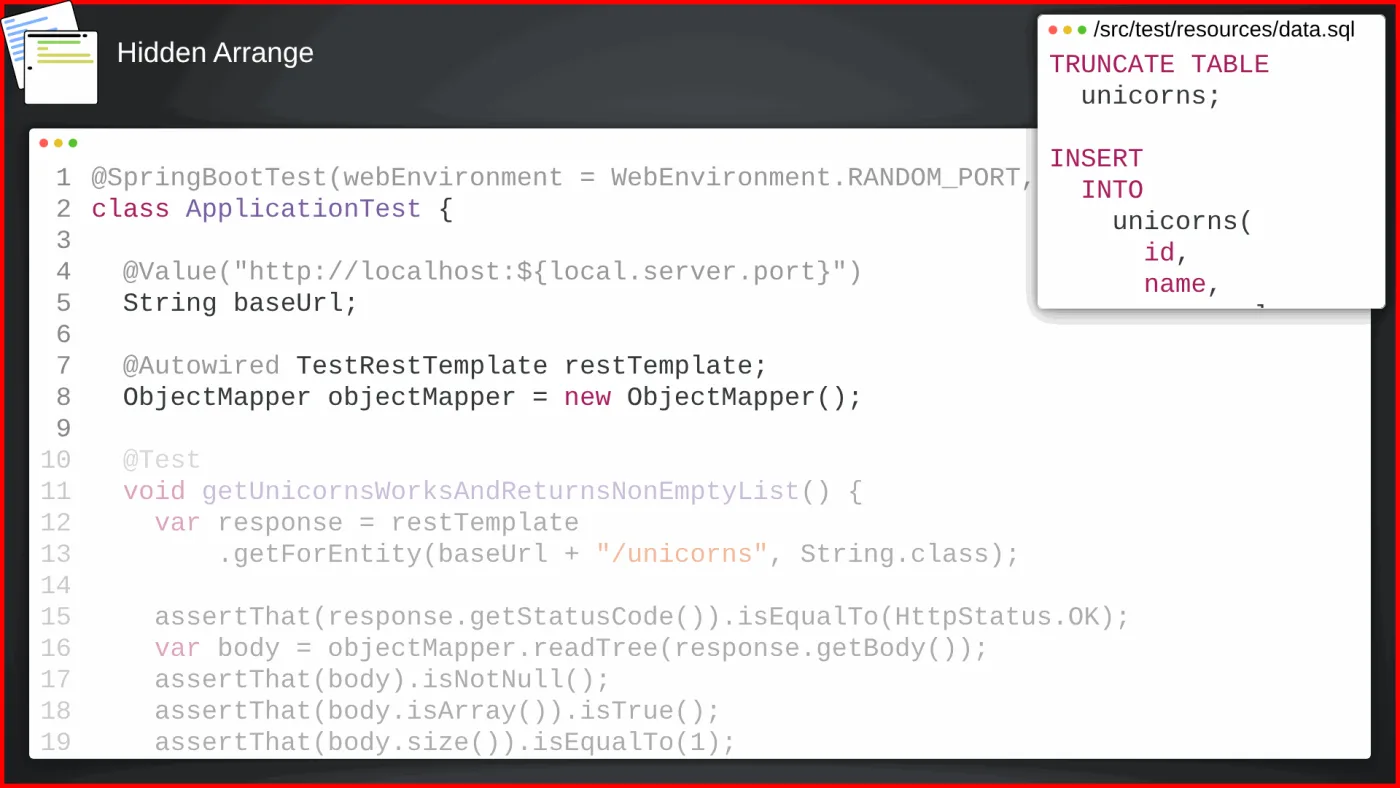 Hidden Arrange
/src/test/resources/data.sql
TRUNCATE TABLE
unicorns;
INSERT
INTO
unicorns(
id,
name,
1 @SpringBootTest(webEnvironment = WebEnvironment.RANDOM_PORT,
2 class ApplicationTest {
3
4 @Value("http://localhost:${local.server.port}")
5 String baseUrl;
6
7 @Autowired TestRestTemplate restTemplate;
8 ObjectMapper objectMapper = new ObjectMapper();
9
10 @Test
11 void getUnicornsWorksAndReturnsNonEmptyList() {
12 var response = restTemplate
13 .getForEntity(baseUrl + "/unicorns", String.class);
14
15 assertThat(response.getStatusCode()).isEqualTo(HttpStatus.OK);
16 var body = objectMapper.readTree(response.getBody());
17 assertThat(body).isNotNull();
18 assertThat(body.isArray()).isTrue();
19 assertThat(body.size()).isEqualTo(1);